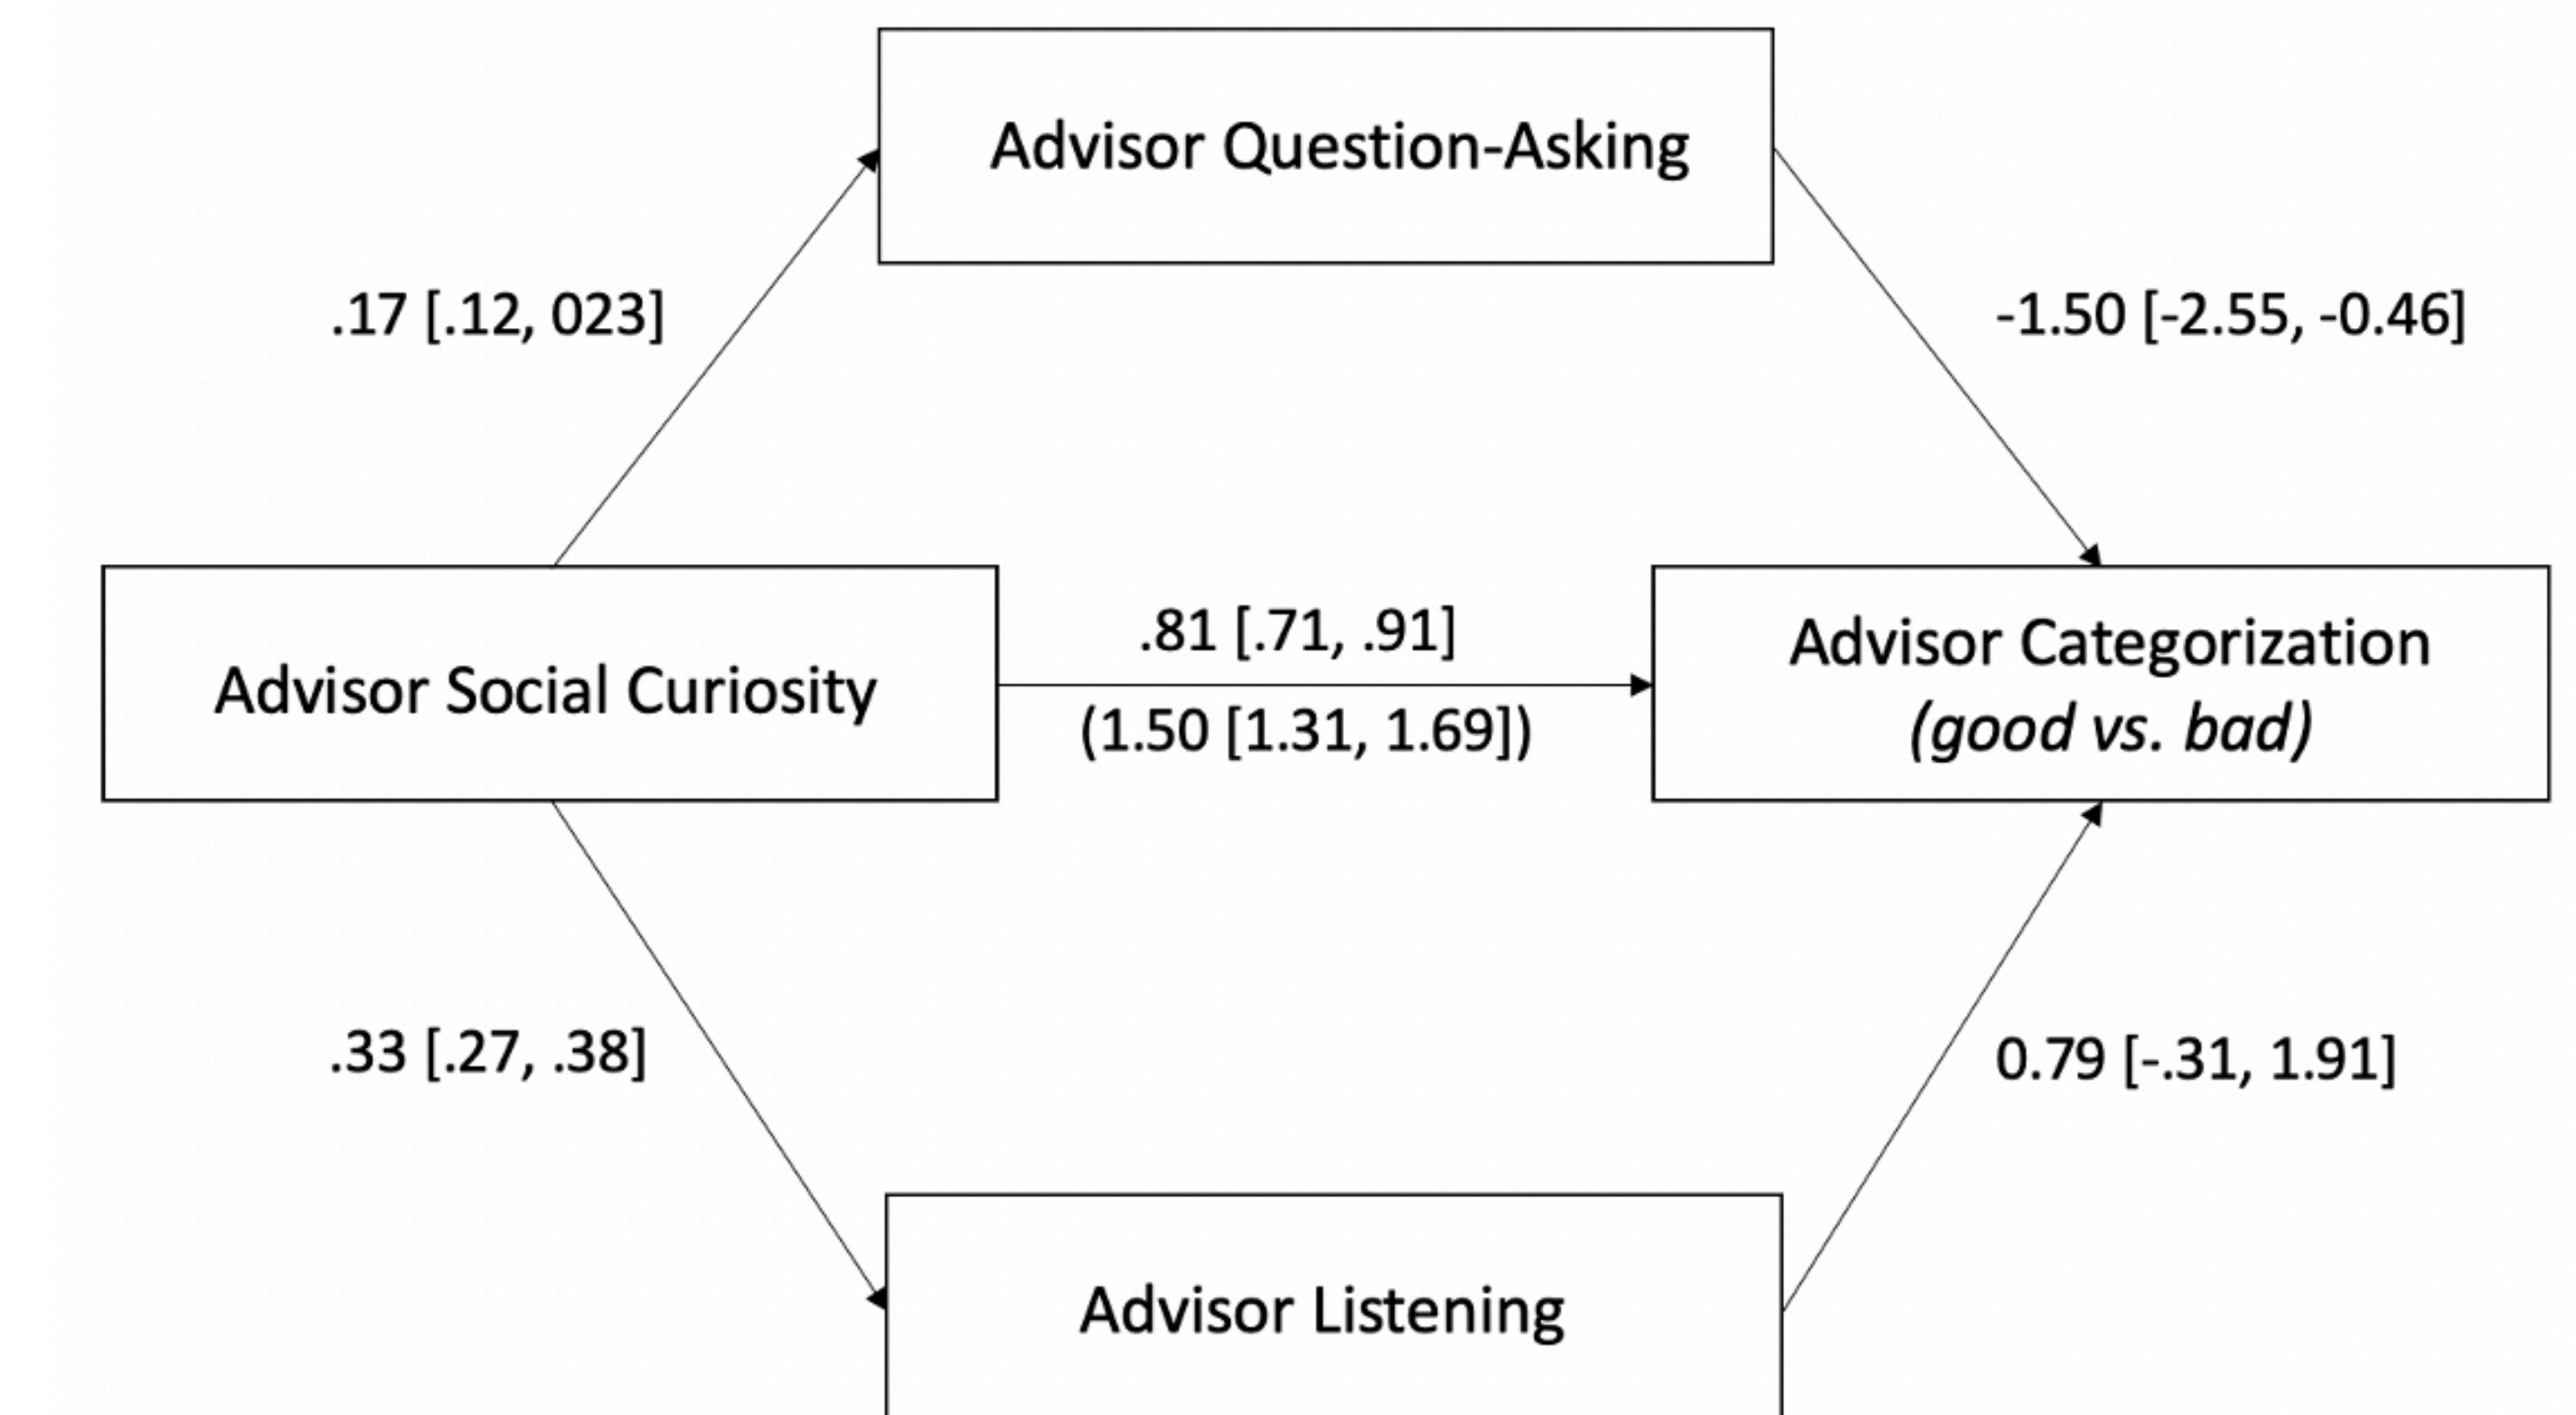 Advisor Question-Asking
.17 [.12, 023]
-1.50 [-2.55, -0.46]
Advisor Social Curiosity
.81 [.71, .91]
(1.50 [1.31, 1.69])
Advisor Categorization
(good vs. bad)
.33 [.27, .38]
0.79 [-.31, 1.91]
Advisor Listening